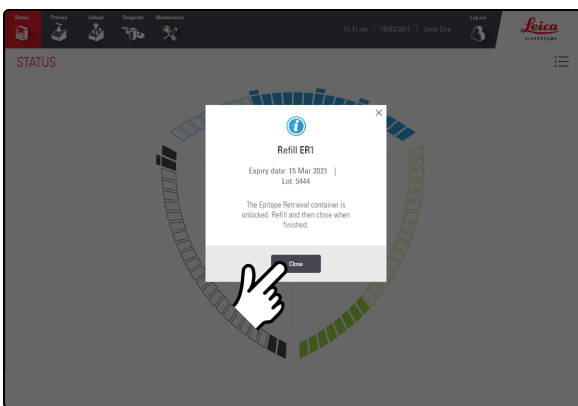 Status Preload Unload Reagents Maintenance
11:11 AM | 16/03/2021 | Jane Doe
Log out
Leica
BIOSYSTEMS
STATUS
Refill ER1
Expiry date: 15 Mar 2021 |
Lot: 5444
The Epitope Retrieval container is
unlocked. Refill and then close when
finished.
Close